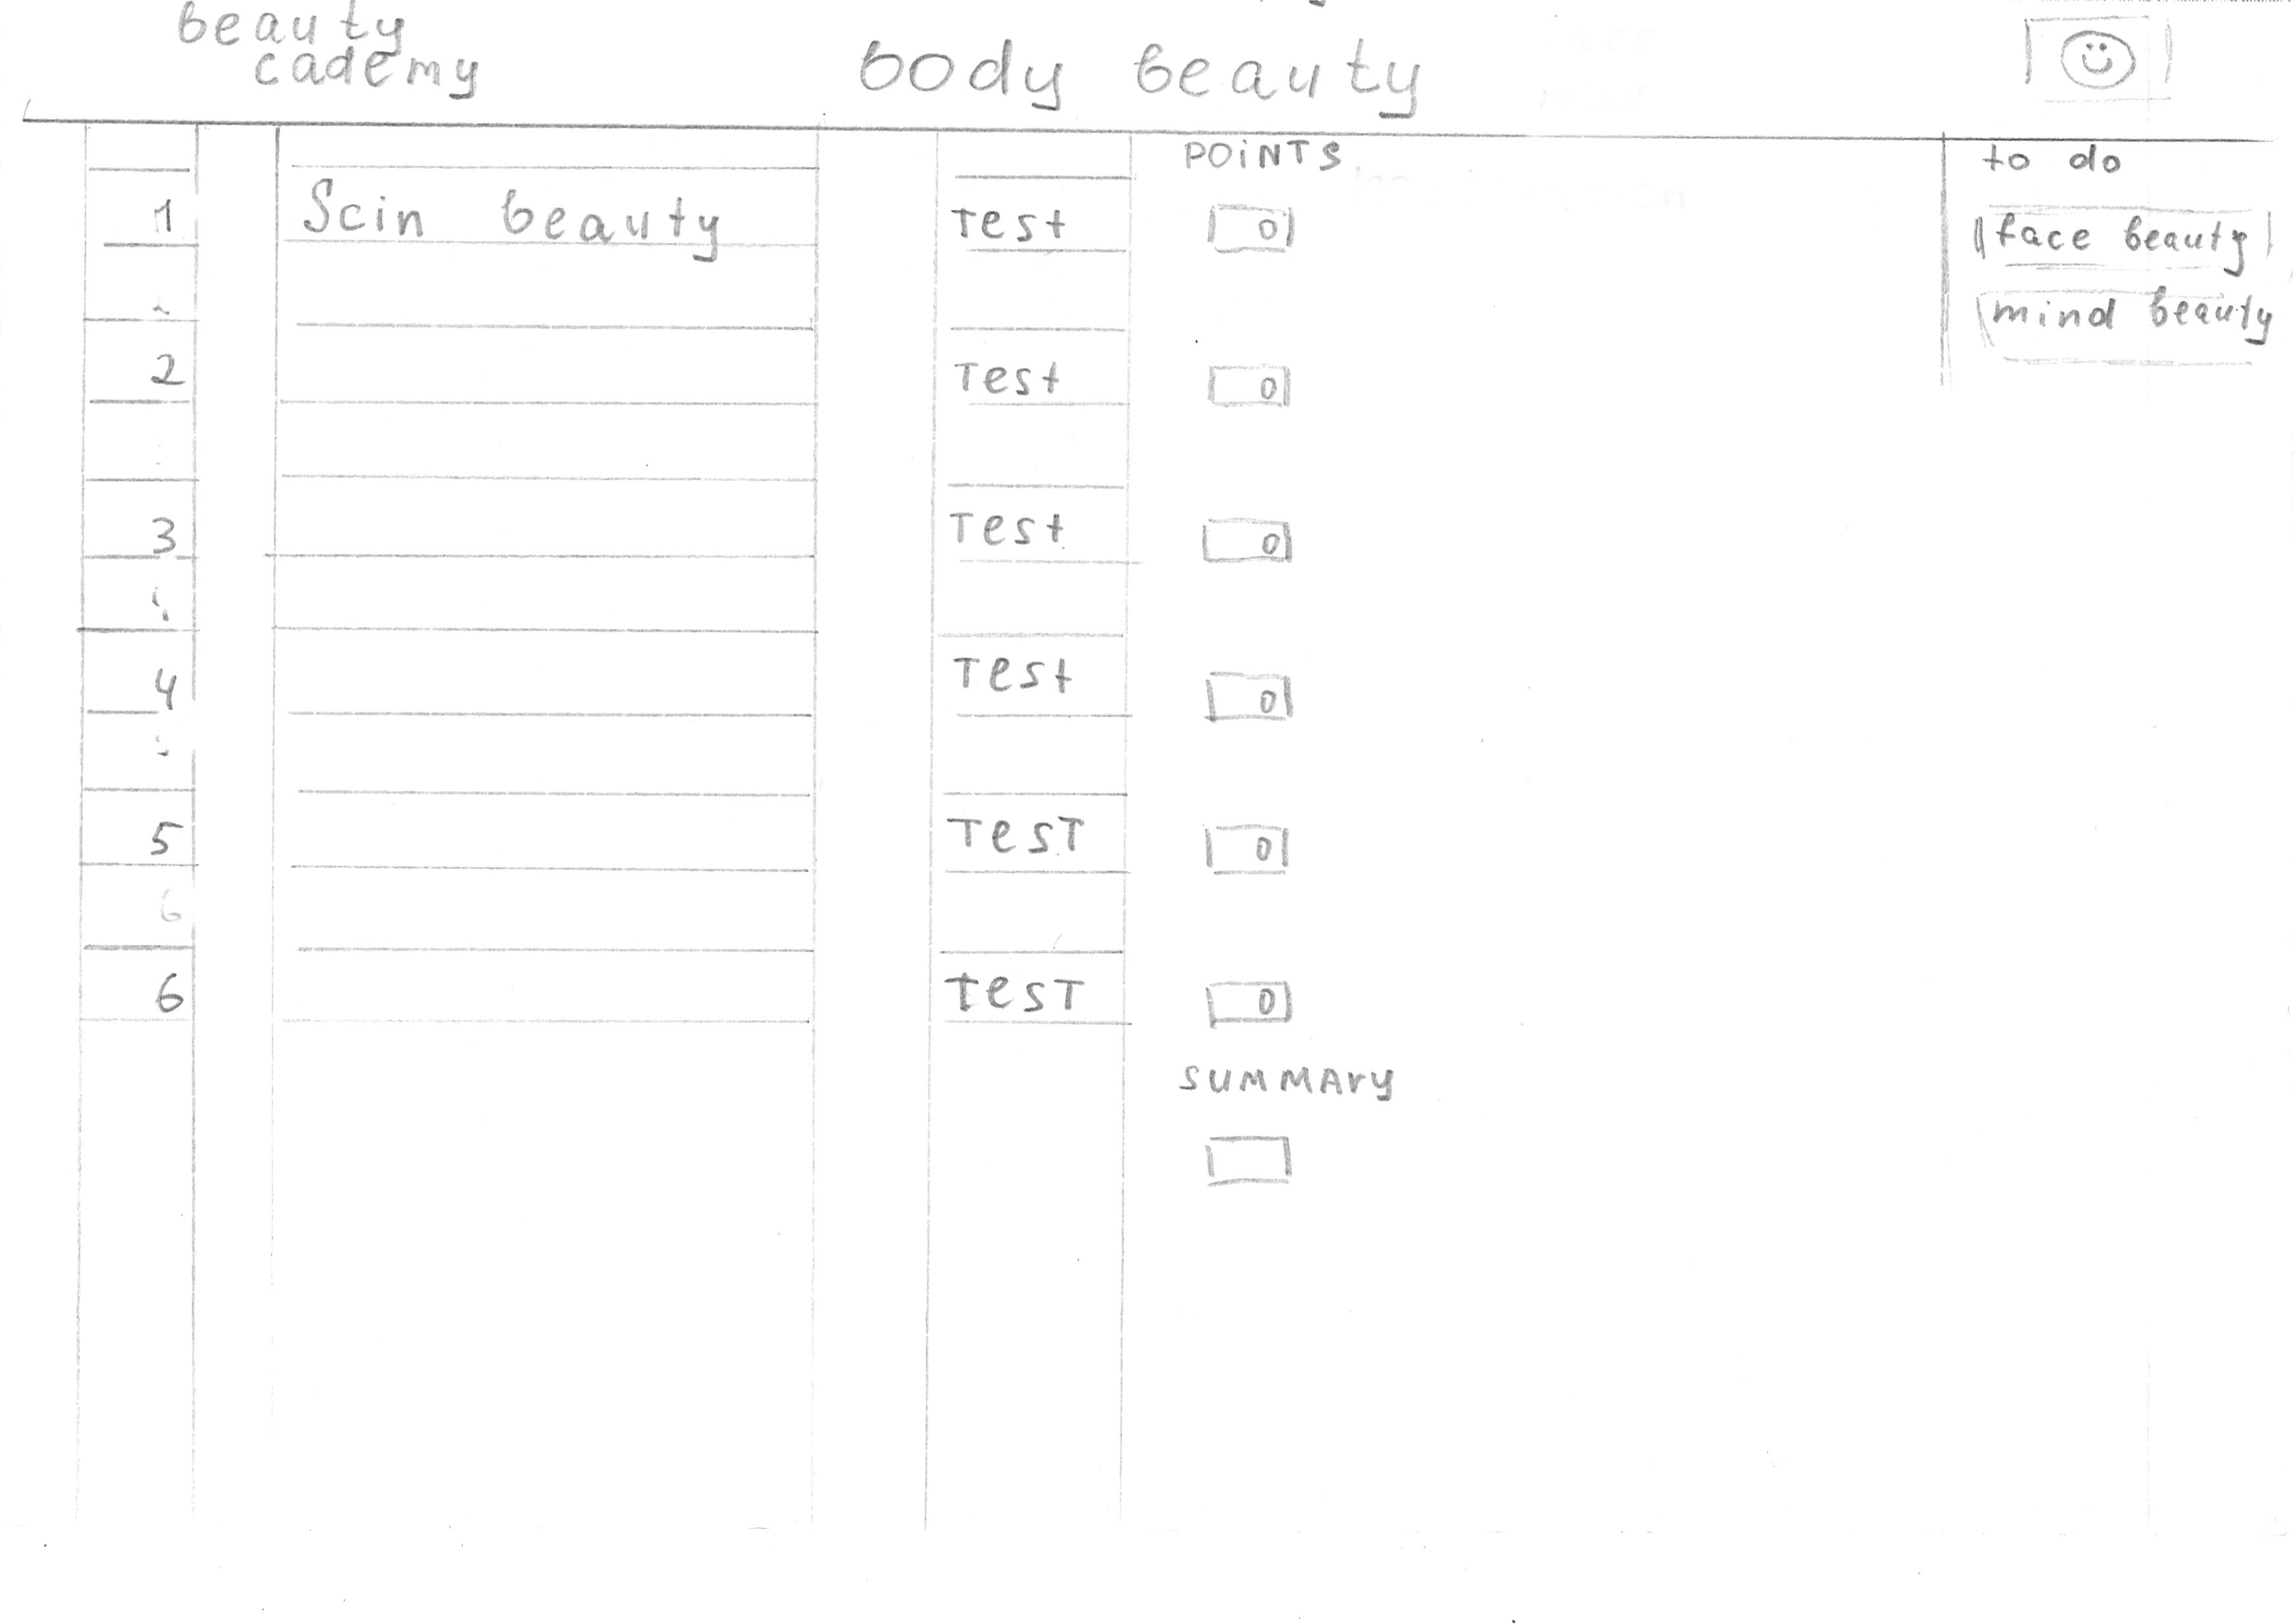 beauty
cademy
body beauty
POINTS
to do
1 Scin beauty Test 0
face beauty
mind beauty
2 Test 0
3 Test 0
4 Test 0
5 TesT 0
6
6 tesT 0
SUMMAry